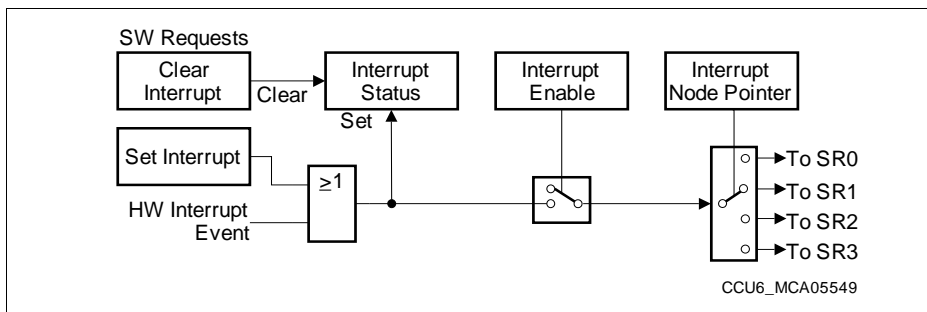 SW Requests
Clear
Interrupt
Clear
Interrupt
Status
Set
Interrupt
Enable
Interrupt
Node Pointer
Set Interrupt
≥1
HW Interrupt
Event
To SR0
To SR1
To SR2
To SR3
CCU6_MCA05549